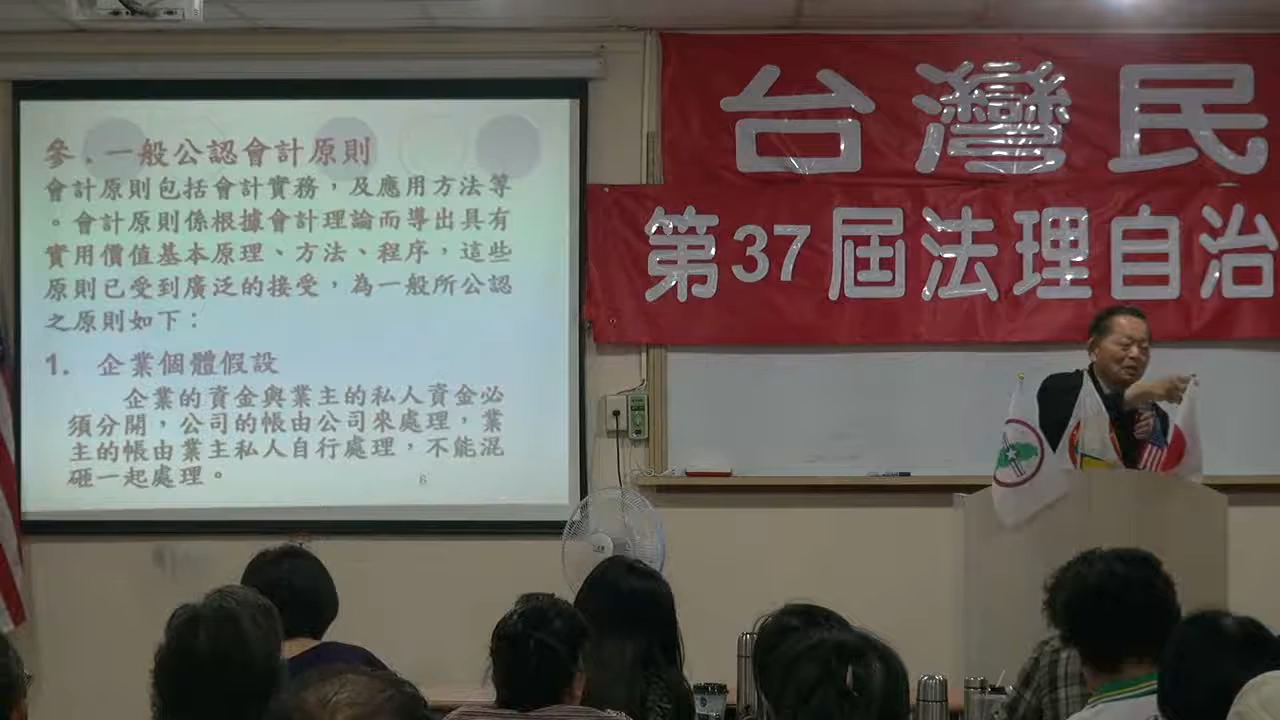 參．一般公認會計原則
會計原則包括會計實務，及應用方法等
。會計原則係根據會計理論而導出具有
實用價值基本原理、方法、程序，這些
原則已受到廣泛的接受，為一般所公認
之原則如下：
1. 企業個體假設
企業的資金與業主的私人資金必
須分開，公司的帳由公司來處理，業
主的帳由業主私人自行處理，不能混
砸一起處理。
6
台灣民
第37屆法理自治